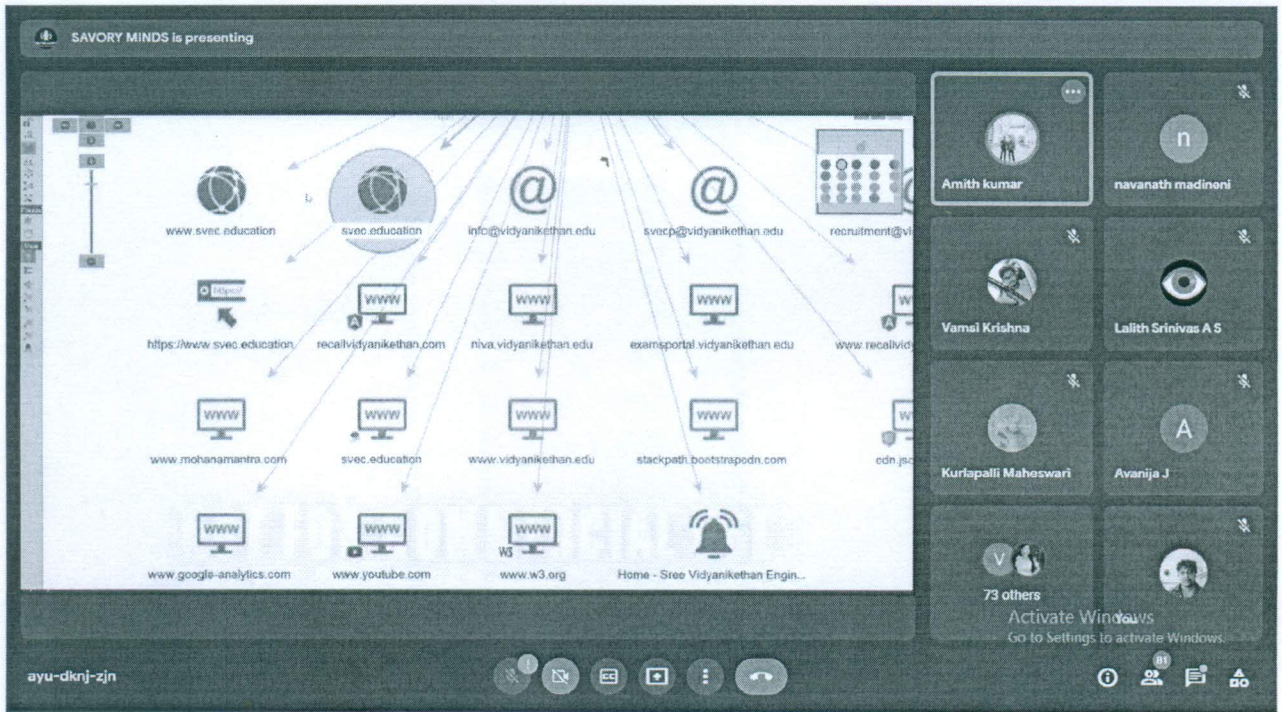 SAVORY MINDS is presenting
www.svec.education
svec.education
info@vidyanikethan.edu
svecp@vidyanikethan.edu
https://www.svec.education
recallvidyanikethan.com
niva.vidyanikethan.edu
examsportal.vidyanikethan.edu
www.mohanamantra.com
svec.education
www.vidyanikethan.edu
stackpath.bootstrapcdn.com
www.google-analytics.com
www.youtube.com
www.w3.org
Home - Sree Vidyanikethan Engin...
Amith kumar
n
navanath madineni
Vamsi Krishna
Lalith Srinivas A S
Kurlapalli Maheswari
A
Avanija J
V
73 others
You
Activate Windows
Go to Settings to activate Windows.
ayu-dknj-zjn
CC
81